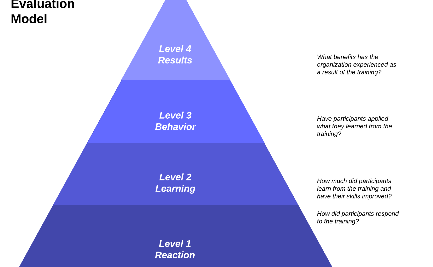 Evaluation
Model
Level 4
Results
What benefits has the
organization experienced as
a result of the training?
Level 3
Behavior
Have participants applied
what they learned from the
training?
Level 2
Learning
How much did participants
learn from the training and
have their skills improved?
How did participants respond
to the training?
Level 1
Reaction